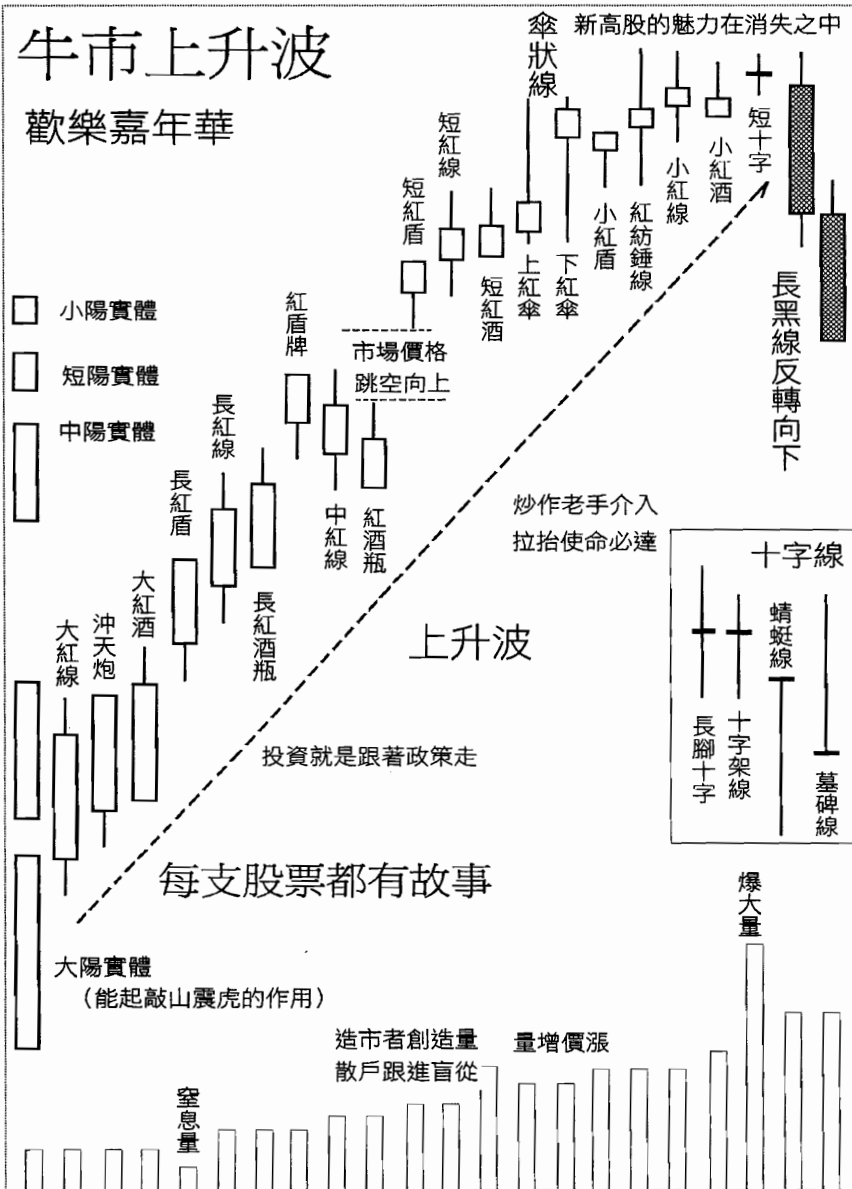 牛市上升波
歡樂嘉年華
傘狀線
新高股的魅力在消失之中
短紅線
短紅盾
短紅酒
上紅傘
下紅傘
小紅盾
紅紡錘線
小紅線
小紅酒
短十字
長黑線反轉向下
小陽實體
短陽實體
中陽實體
紅盾牌
市場價格
跳空向上
長紅線
長紅盾
中紅線
紅酒瓶
長紅酒瓶
大紅酒
沖天炮
大紅線
炒作老手介入
拉抬使命必達
上升波
投資就是跟著政策走
每支股票都有故事
十字線
蜻蜓線
長腳十字
十字架線
墓碑線
大陽實體
（能起敲山震虎的作用）
爆大量
造市者創造量
散戶跟進盲從
量增價漲
窒息量